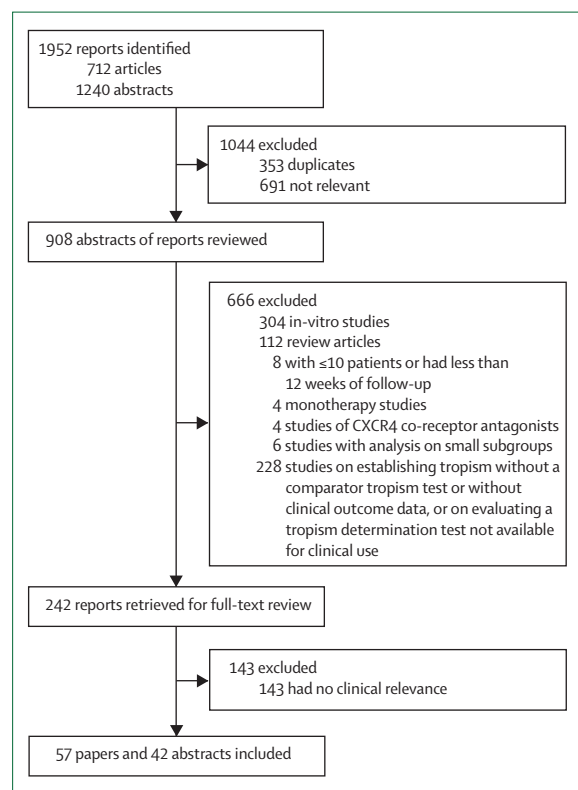 1952 reports identified
712 articles
1240 abstracts
1044 excluded
353 duplicates
691 not relevant
908 abstracts of reports reviewed
666 excluded
304 in-vitro studies
112 review articles
8 with ≤10 patients or had less than
12 weeks of follow-up
4 monotherapy studies
4 studies of CXCR4 co-receptor antagonists
6 studies with analysis on small subgroups
228 studies on establishing tropism without a
comparator tropism test or without
clinical outcome data, or on evaluating a
tropism determination test not available
for clinical use
242 reports retrieved for full-text review
143 excluded
143 had no clinical relevance
57 papers and 42 abstracts included